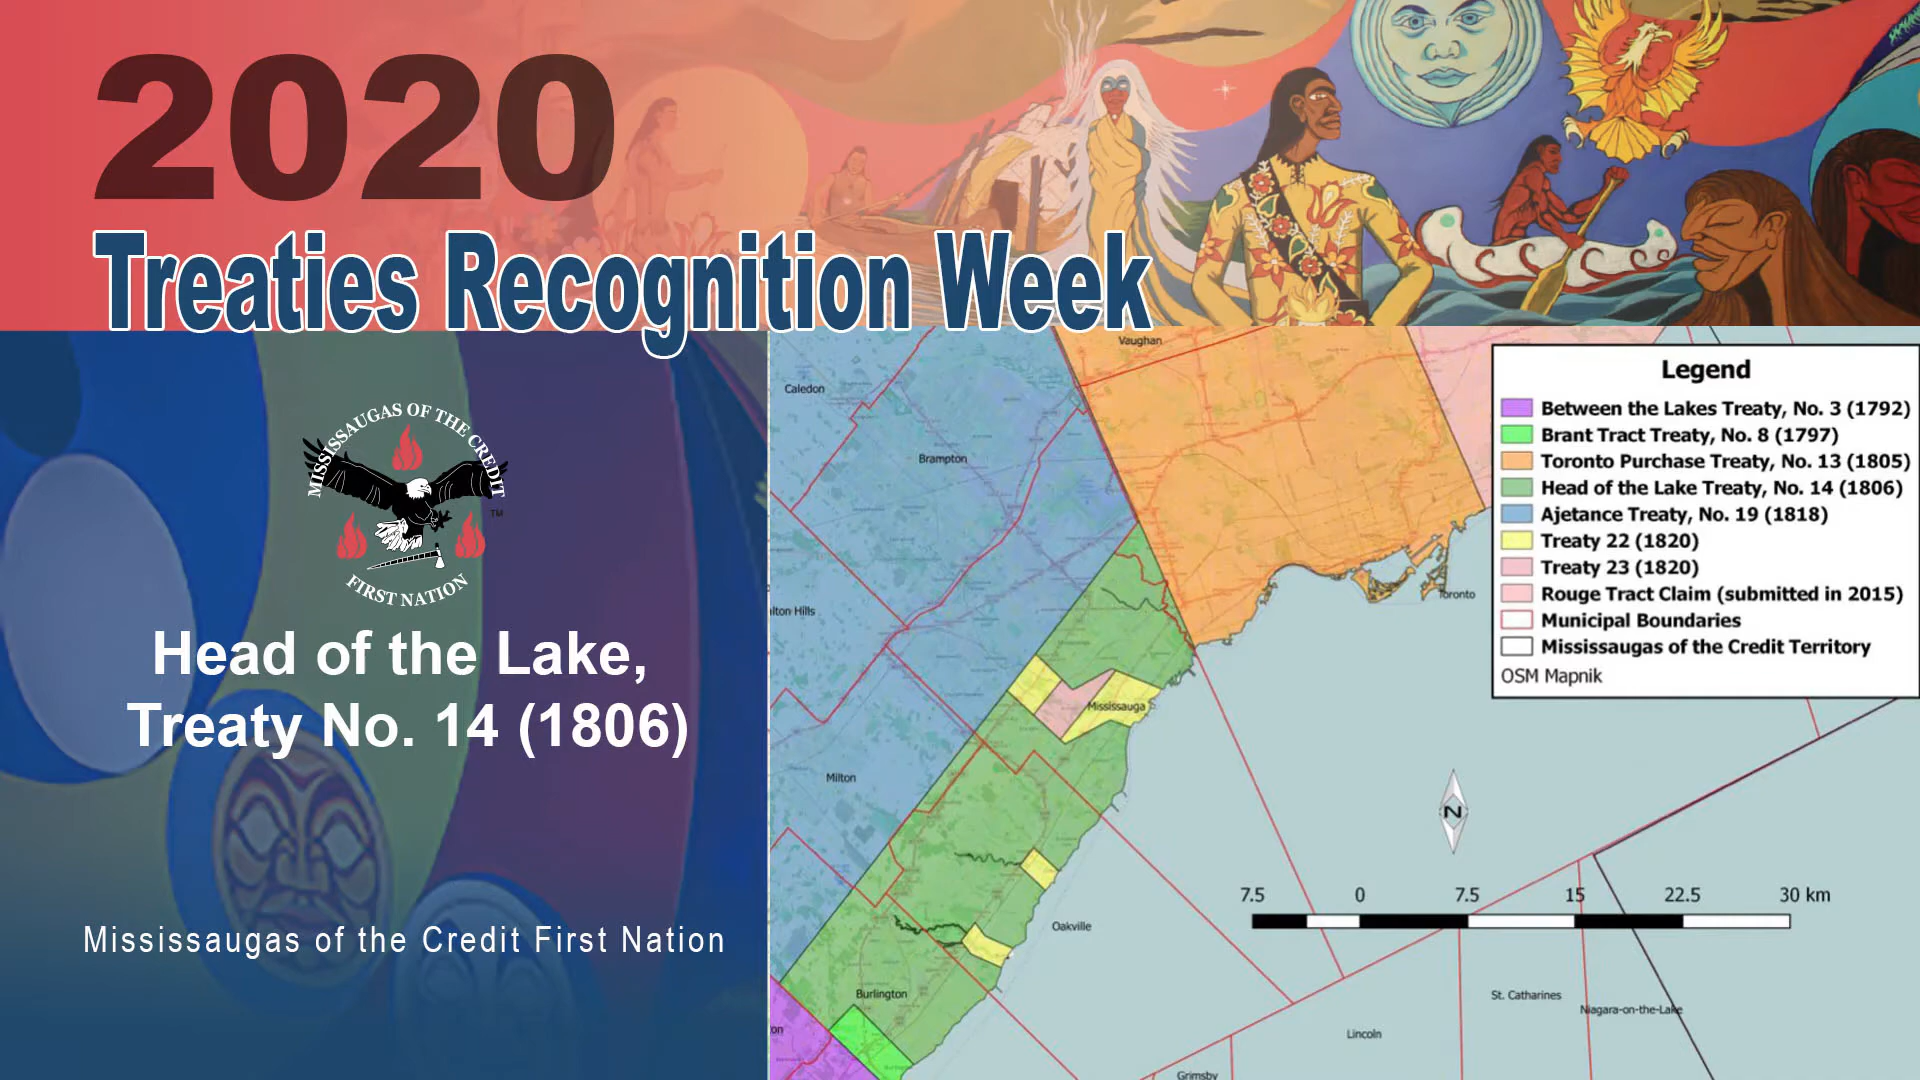 2020
Treaties Recognition Week
MISSISSAUGAS OF THE CREDIT
TM
FIRST NATION
Head of the Lake,
Treaty No. 14 (1806)
Mississaugas of the Credit First Nation
Vaughan
Caledon
Brampton
lton Hills
Toronto
Mississauga
Milton
Oakville
Burlington
on
St. Catharines
Niagara-on-the-Lake
Lincoln
Grimsby
Legend
Between the Lakes Treaty, No. 3 (1792)
Brant Tract Treaty, No. 8 (1797)
Toronto Purchase Treaty, No. 13 (1805)
Head of the Lake Treaty, No. 14 (1806)
Ajetance Treaty, No. 19 (1818)
Treaty 22 (1820)
Treaty 23 (1820)
Rouge Tract Claim (submitted in 2015)
Municipal Boundaries
Mississaugas of the Credit Territory
OSM Mapnik
N
7.5 0 7.5 15 22.5 30 km